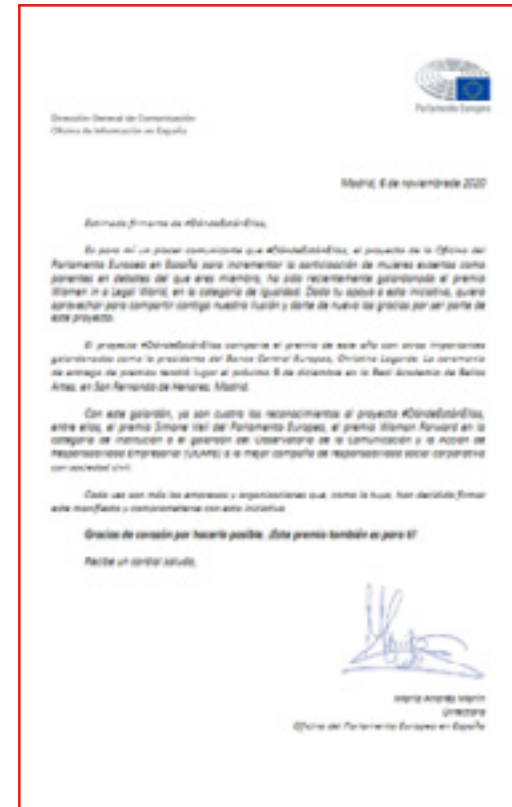 Parlamento Europeo
Dirección General de Comunicación
Oficina de Información en España
Madrid, 6 de noviembre de 2020
Estimado firmante de #DóndeEstánEllas,
Es para mí un placer comunicarte que #DóndeEstánEllas, el proyecto de la Oficina del
Parlamento Europeo en España para incrementar la participación de mujeres expertas como
ponentes en debates del que eres miembro, ha sido recientemente galardonado el premio
Women in a Legal World, en la categoría de igualdad. Dado tu apoyo a esta iniciativa, quiero
aprovechar para compartir contigo nuestra ilusión y darte de nuevo las gracias por ser parte de
este proyecto.
El proyecto #DóndeEstánEllas comparte el premio de este año con otros importantes
galardonados como la presidenta del Banco Central Europeo, Christine Lagarde. La ceremonia
de entrega de premios tendrá lugar el próximo 9 de diciembre en la Real Academia de Bellas
Artes, en San Fernando de Henares, Madrid.
Con este galardón, ya son cuatro los reconocimientos al proyecto #DóndeEstánEllas,
entre ellos, el premio Simone Veil del Parlamento Europeo, el premio Woman Forward en la
categoría de institución o el galardón del Observatorio de la Comunicación y la Acción de
Responsabilidad Empresarial (OCARE) a la mejor campaña de responsabilidad social corporativa
con sociedad civil.
Cada vez son más las empresas y organizaciones que, como la tuya, han decidido firmar
este manifiesto y comprometerse con esta iniciativa.
Gracias de corazón por hacerlo posible. ¡Este premio también es para ti!
Recibe un cordial saludo,
María Andrés Marín
Directora
Oficina del Parlamento Europeo en España